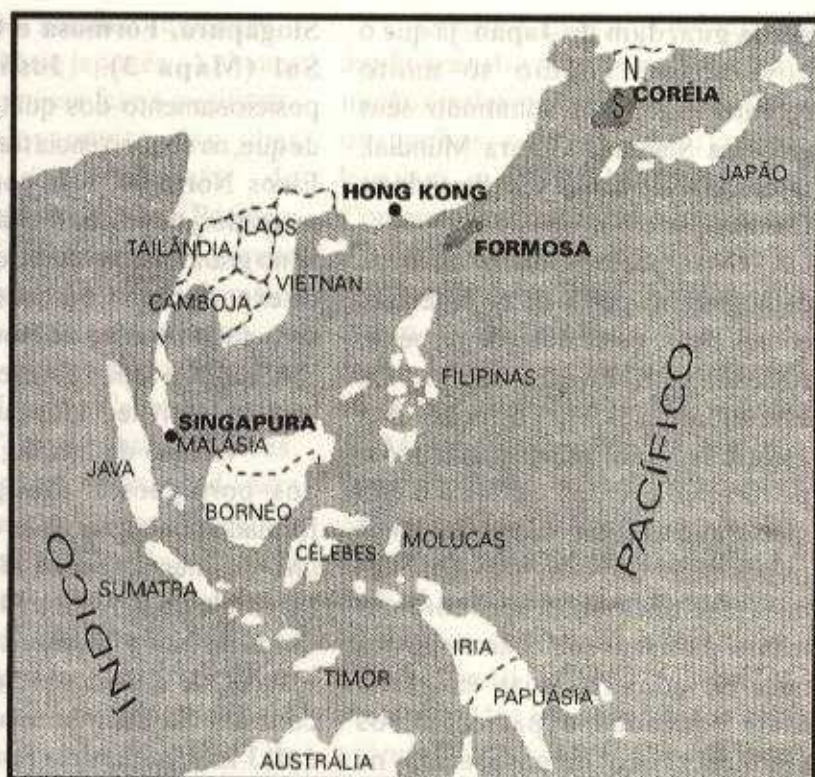 N
S
CORÉIA
JAPÃO
HONG KONG
LAOS
TAILÂNDIA
FORMOSA
VIETNAN
CAMBOJA
FILIPINAS
PACÍFICO
SINGAPURA
MALÁSIA
JAVA
BORNÉO
CÉLEBES
MOLUCAS
SUMATRA
ÍNDICO
IRIA
TIMOR
PAPUÁSIA
AUSTRÁLIA